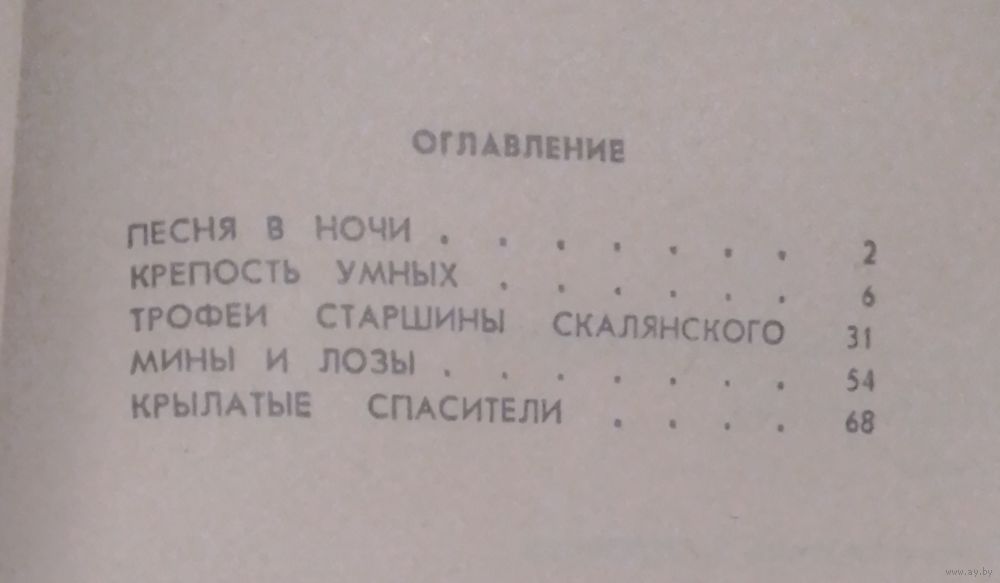 ОГЛАВЛЕНИЕ
ПЕСНЯ В НОЧИ . . . . . . . 2
КРЕПОСТЬ УМНЫХ . . . . . . 6
ТРОФЕИ СТАРШИНЫ СКАЛЯНСКОГО 31
МИНЫ И ЛОЗЫ . . . . . . . 54
КРЫЛАТЫЕ СПАСИТЕЛИ . . . . 68
www.ay.by